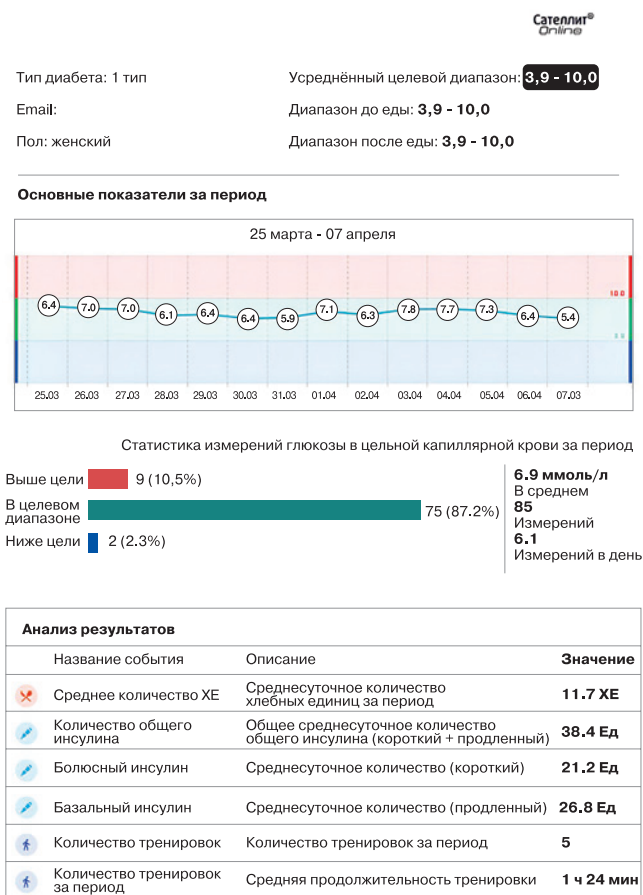 Сателлит®
Online
Тип диабета: 1 тип
Усреднённый целевой диапазон: 3,9 - 10,0
Email:
Диапазон до еды: 3,9 - 10,0
Пол: женский
Диапазон после еды: 3,9 - 10,0
Основные показатели за период
25 марта - 07 апреля
10.0
6.4 7.0 7.0 6.1 6.4 6.4 5.9 7.1 6.3 7.8 7.7 7.3 6.4 5.4
3.9
25.03 26.03 27.03 28.03 29.03 30.03 31.03 01.04 02.04 03.04 04.04 05.04 06.04 07.03
Статистика измерений глюкозы в цельной капиллярной крови за период
Выше цели 9 (10,5%)
В целевом
диапазоне
75 (87.2%)
Ниже цели 2 (2.3%)
6.9 ммоль/л
В среднем
85
Измерений
6.1
Измерений в день
Анализ результатов
Название события Описание Значение
Среднее количество ХЕ
Среднесуточное количество
хлебных единиц за период
11.7 ХЕ
Количество общего
инсулина
Общее среднесуточное количество
общего инсулина (короткий + продленный)
38.4 Ед
Болюсный инсулин Среднесуточное количество (короткий) 21.2 Ед
Базальный инсулин Среднесуточное количество (продленный) 26.8 Ед
Количество тренировок Количество тренировок за период 5
Количество тренировок
за период
Средняя продолжительность тренировки 1 ч 24 мин